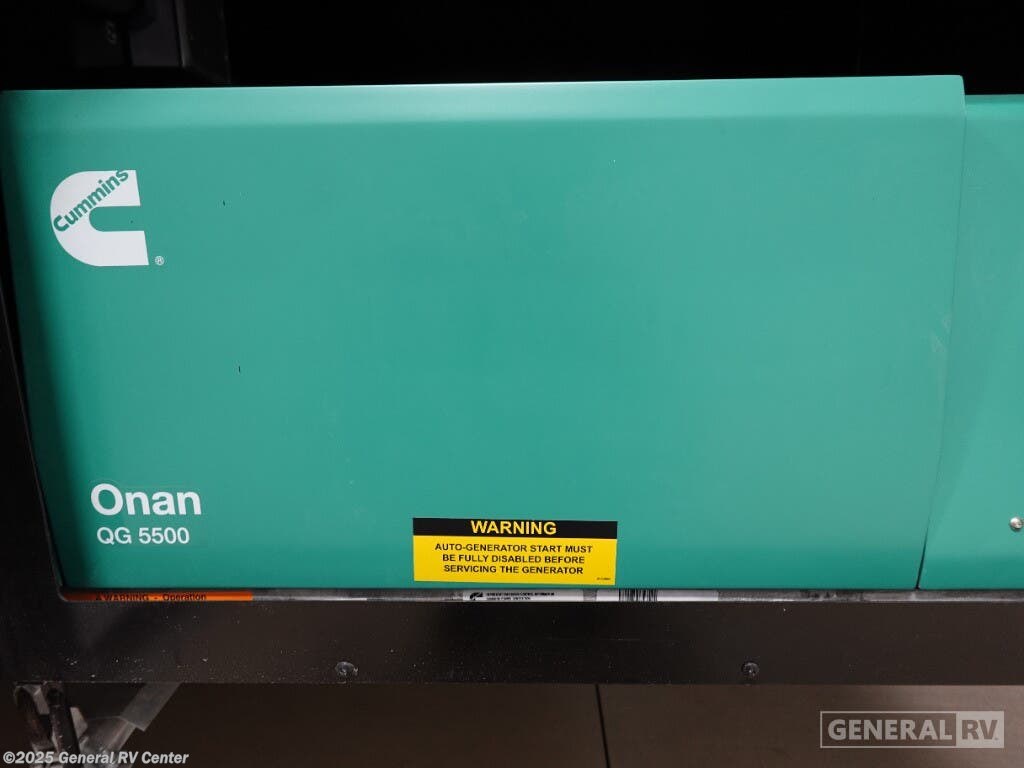 Cummins
®
Onan
QG 5500
WARNING
AUTO-GENERATOR START MUST
BE FULLY DISABLED BEFORE
SERVICING THE GENERATOR
WARNING - Operation
GENERAL RV
©2025 General RV Center